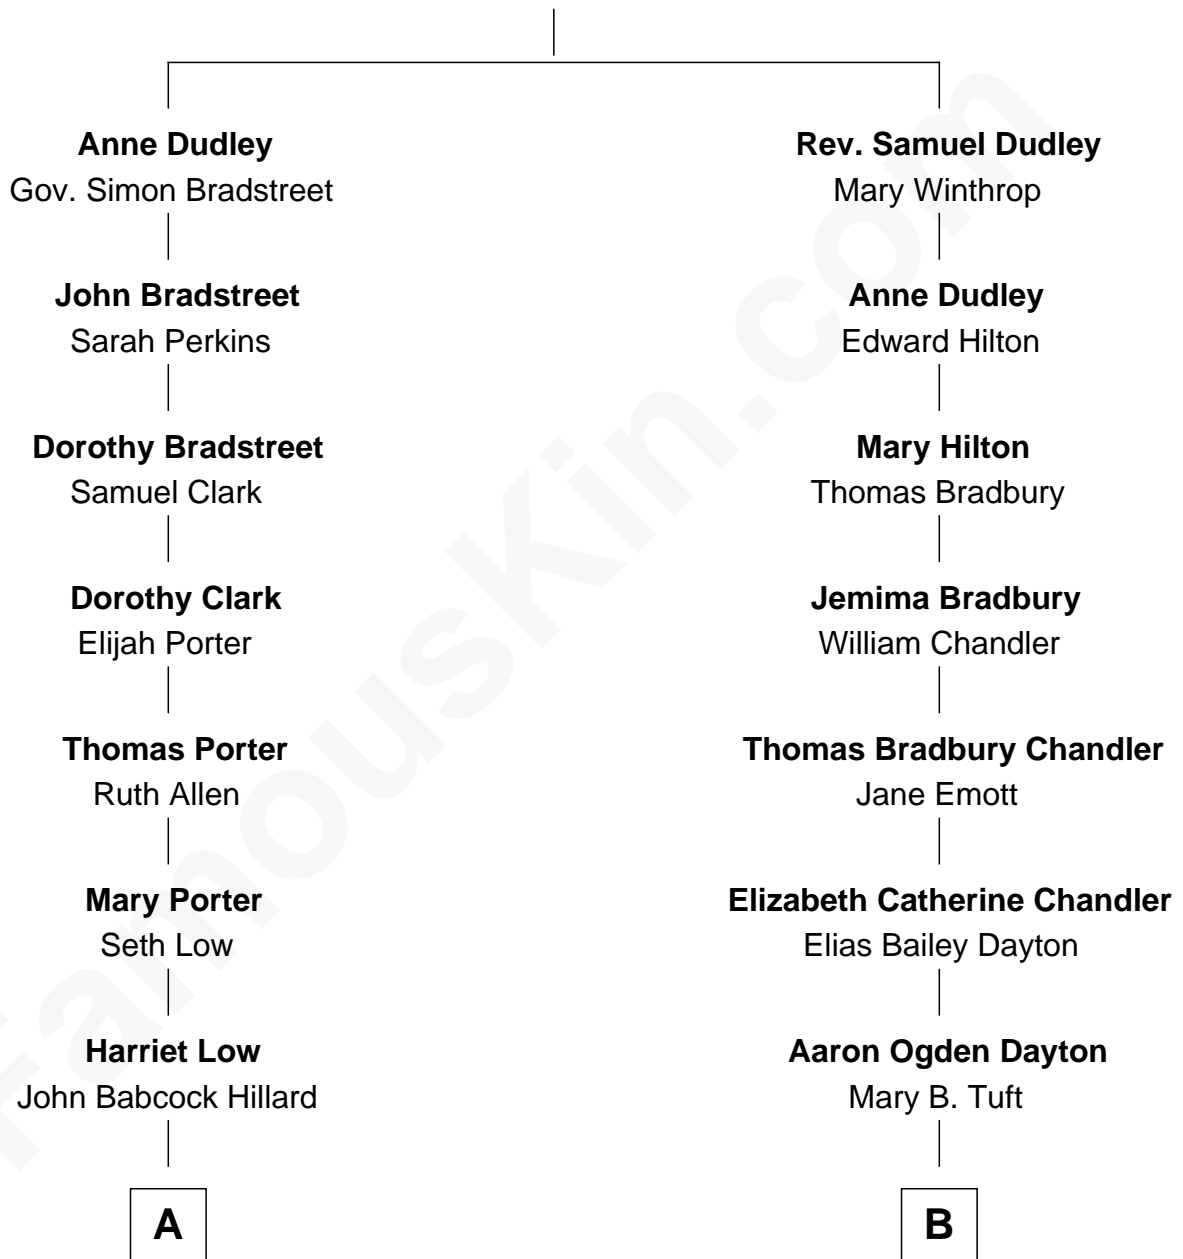 Anne Dudley
Gov. Simon Bradstreet
John Bradstreet
Sarah Perkins
Dorothy Bradstreet
Samuel Clark
Dorothy Clark
Elijah Porter
Thomas Porter
Ruth Allen
Mary Porter
Seth Low
Harriet Low
John Babcock Hillard
A
Rev. Samuel Dudley
Mary Winthrop
Anne Dudley
Edward Hilton
Mary Hilton
Thomas Bradbury
Jemima Bradbury
William Chandler
Thomas Bradbury Chandler
Jane Emott
Elizabeth Catherine Chandler
Elias Bailey Dayton
Aaron Ogden Dayton
Mary B. Tuft
B
FamousKin.com